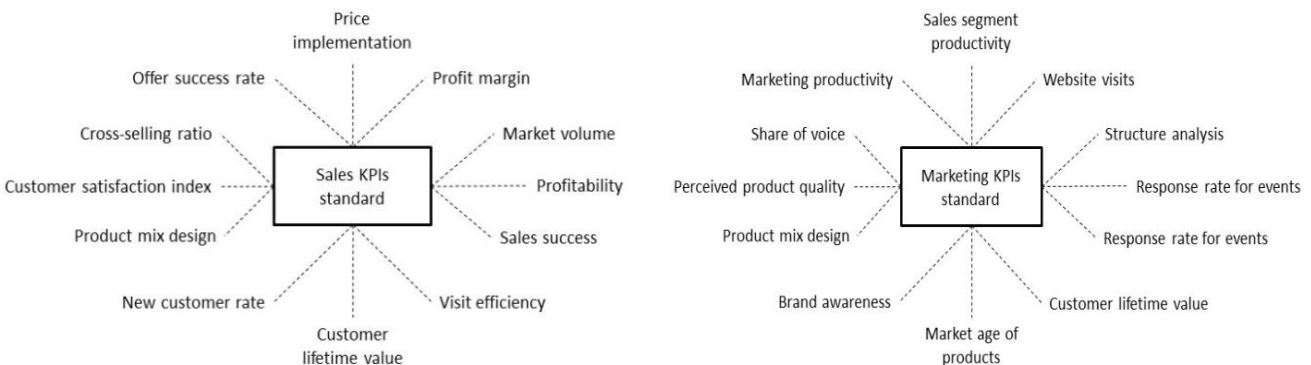 Price
implementation
Offer success rate
Profit margin
Cross-selling ratio
Market volume
Customer satisfaction index
Sales KPIs
standard
Profitability
Product mix design
Sales success
New customer rate
Visit efficiency
Customer
lifetime value
Sales segment
productivity
Marketing productivity
Website visits
Share of voice
Structure analysis
Perceived product quality
Marketing KPIs
standard
Response rate for events
Product mix design
Response rate for events
Brand awareness
Customer lifetime value
Market age of
products